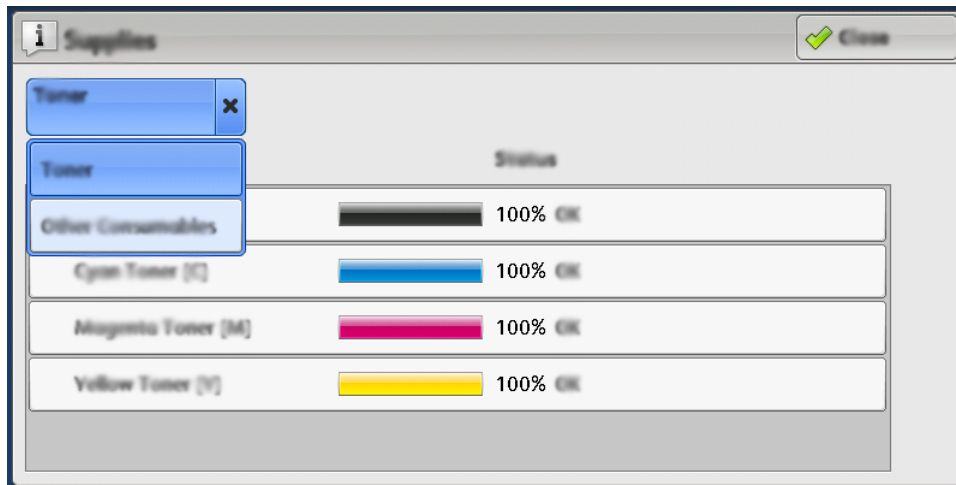 Supplies
Close
Toner
Status
Toner
100% OK
Other Consumables
Cyan Toner [C] 100% OK
Magenta Toner [M] 100% OK
Yellow Toner [Y] 100% OK